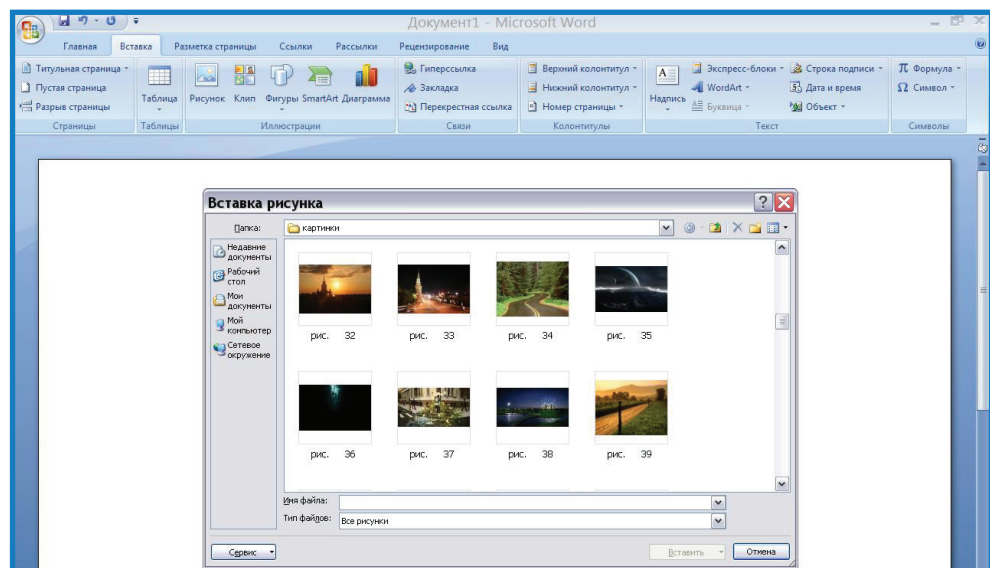 Документ1 - Microsoft Word
Главная Вставка Разметка страницы Ссылки Рассылки Рецензирование Вид
Титульная страница
Пустая страница
Разрыв страницы
Страницы
Таблица
Таблицы
Рисунок Клип Фигуры SmartArt Диаграмма
Иллюстрации
Гиперссылка
Закладка
Перекрестная ссылка
Связи
Верхний колонтитул
Нижний колонтитул
Номер страницы
Колонтитулы
A
Надпись
Экспресс-блоки
WordArt
Буквица
Строка подписи
Дата и время
Объект
Текст
π Формула
Ω Символ
Символы
Вставка рисунка
Папка: картинки
Недавние
документы
Рабочий
стол
Мои
документы
Мой
компьютер
Сетевое
окружение
рис. 32 рис. 33 рис. 34 рис. 35
рис. 36 рис. 37 рис. 38 рис. 39
Имя файла:
Тип файлов: Все рисунки
Сервис Вставить Отмена